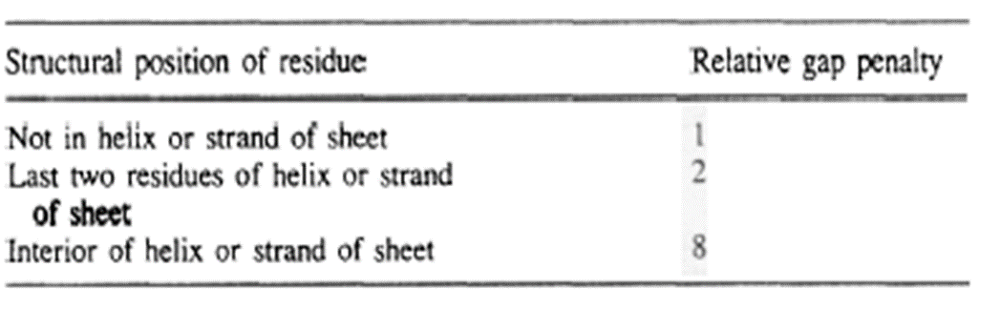 Structural position of residue Relative gap penalty
Not in helix or strand of sheet 1
Last two residues of helix or strand 2
of sheet
Interior of helix or strand of sheet 8